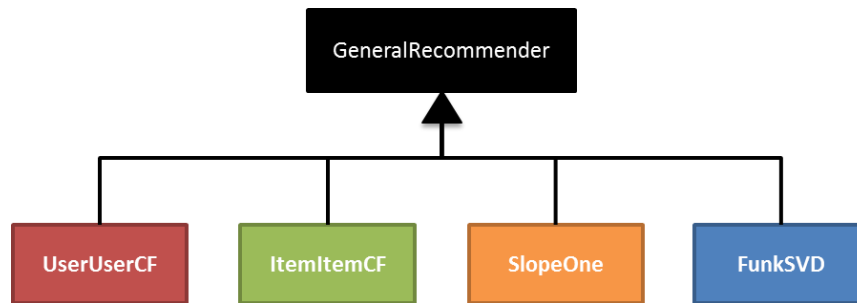 GeneralRecommender
UserUserCF
ItemItemCF
SlopeOne
FunkSVD